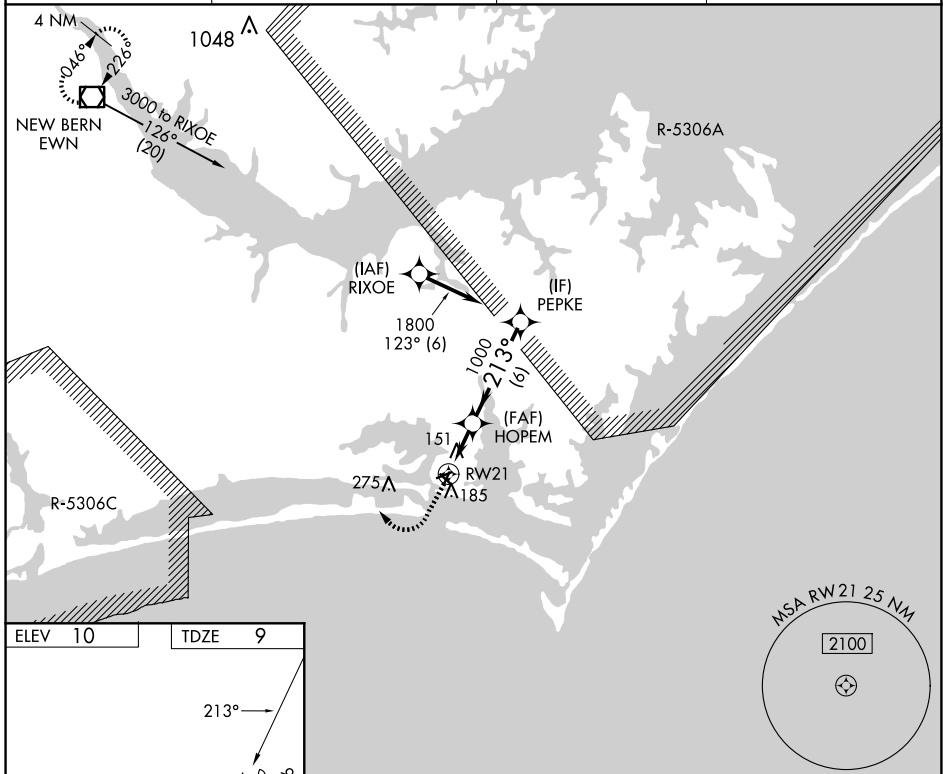 4 NM
1048
046°
226°
3000 to RIXOE
126°
(20)
NEW BERN
EWN
R-5306A
(IAF)
RIXOE
(IF)
PEPKE
1800
123° (6)
1000
213°
(6)
(FAF)
HOPEM
151
RW21
275
185
R-5306C
MSA RW21 25 NM
2100
ELEV 10
TDZE 9
213°